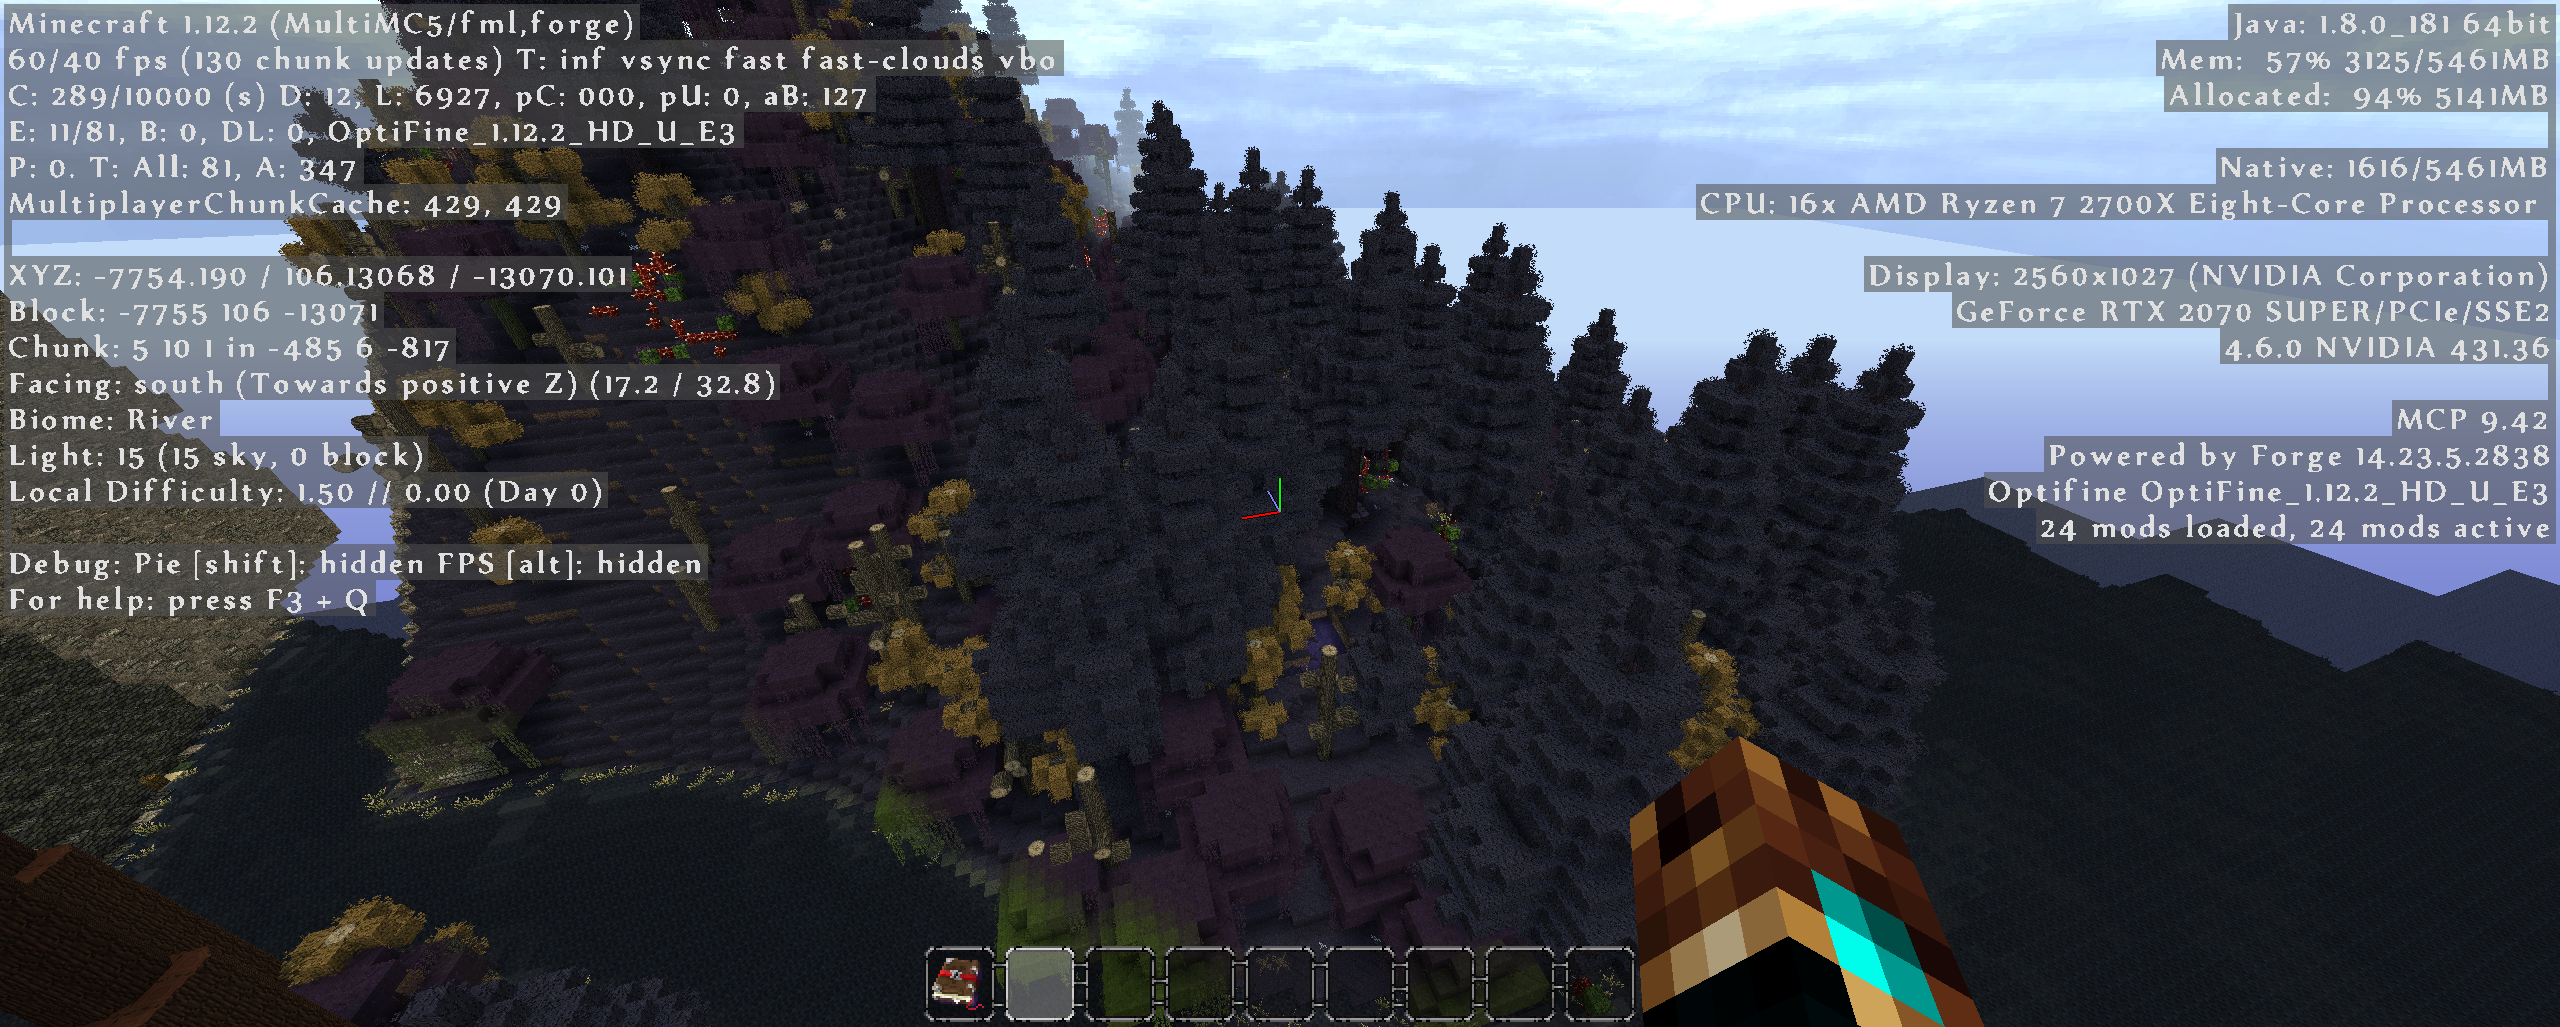 Minecraft 1.12.2 (MultiMC5/fml,forge)
60/40 fps (130 chunk updates) T: inf vsync fast fast-clouds vbo
C: 289/10000 (s) D: 12, L: 6927, pC: 000, pU: 0, aB: 127
E: 11/81, B: 0, DL: 0, OptiFine_1.12.2_HD_U_E3
P: 0. T: All: 81, A: 347
MultiplayerChunkCache: 429, 429
XYZ: -7754.190 / 106.13068 / -13070.101
Block: -7755 106 -13071
Chunk: 5 10 1 in -485 6 -817
Facing: south (Towards positive Z) (17.2 / 32.8)
Biome: River
Light: 15 (15 sky, 0 block)
Local Difficulty: 1.50 // 0.00 (Day 0)
Debug: Pie [shift]: hidden FPS [alt]: hidden
For help: press F3 + Q
Java: 1.8.0_181 64bit
Mem: 57% 3125/5461MB
Allocated: 94% 5141MB
Native: 1616/5461MB
CPU: 16x AMD Ryzen 7 2700X Eight-Core Processor
Display: 2560x1027 (NVIDIA Corporation)
GeForce RTX 2070 SUPER/PCIe/SSE2
4.6.0 NVIDIA 431.36
MCP 9.42
Powered by Forge 14.23.5.2838
Optifine OptiFine_1.12.2_HD_U_E3
24 mods loaded, 24 mods active